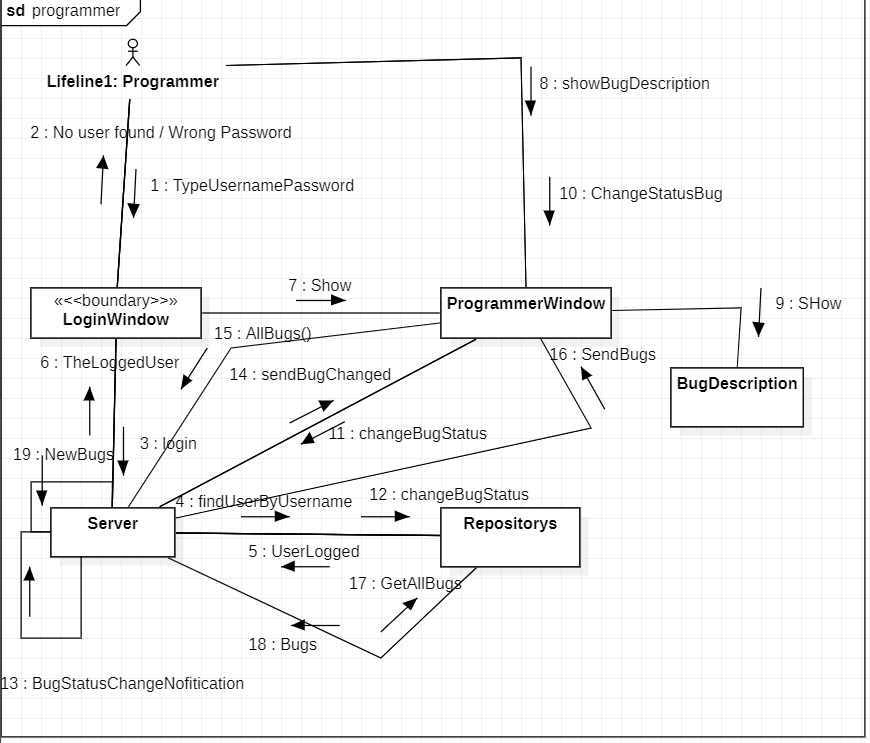 sd programmer
Lifeline1: Programmer
8 : showBugDescription
2 : No user found / Wrong Password
1 : TypeUsernamePassword
10 : ChangeStatusBug
7 : Show
«<<boundary>>»
LoginWindow
ProgrammerWindow
9 : SHow
15 : AllBugs()
16 : SendBugs
6 : TheLoggedUser
14 : sendBugChanged
BugDescription
11 : changeBugStatus
3 : login
19 : NewBugs
4 : findUserByUsername
12 : changeBugStatus
Server
Repositorys
5 : UserLogged
17 : GetAllBugs
18 : Bugs
13 : BugStatusChangeNofitication